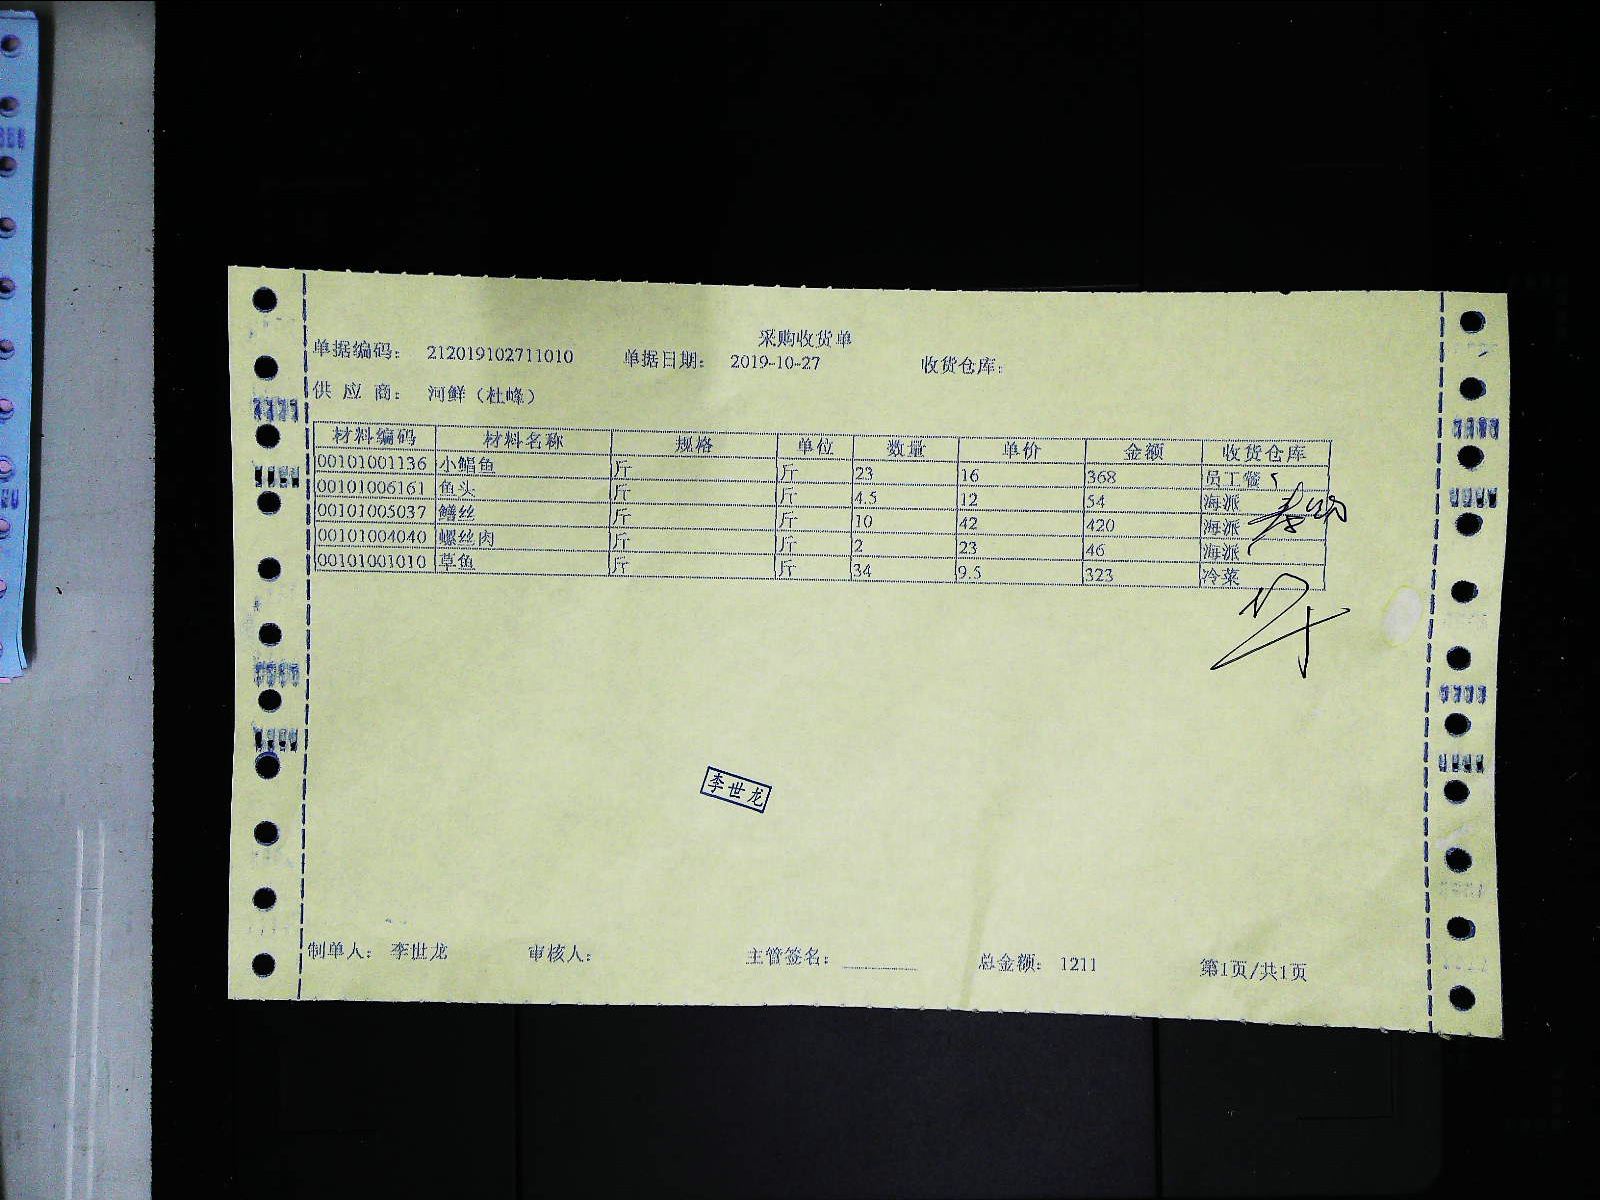 采购收货单
单据编码： 212019102711010 单据日期： 2019-10-27 收货仓库：
供 应 商： 河鲜（杜峰）
材料编码 材料名称 规格 单位 数量 单价 金额 收货仓库
00101001136 小鲳鱼 斤 斤 23 16 368 员工餐
00101006161 鱼头 斤 斤 4.5 12 54 海派
00101005037 鳝丝 斤 斤 10 42 420 海派
00101004040 螺丝肉 斤 斤 2 23 46 海派
00101001010 草鱼 斤 斤 34 9.5 323 冷菜
李世龙
制单人： 李世龙 审核人： 主管签名： 总金额： 1211 第1页/共1页